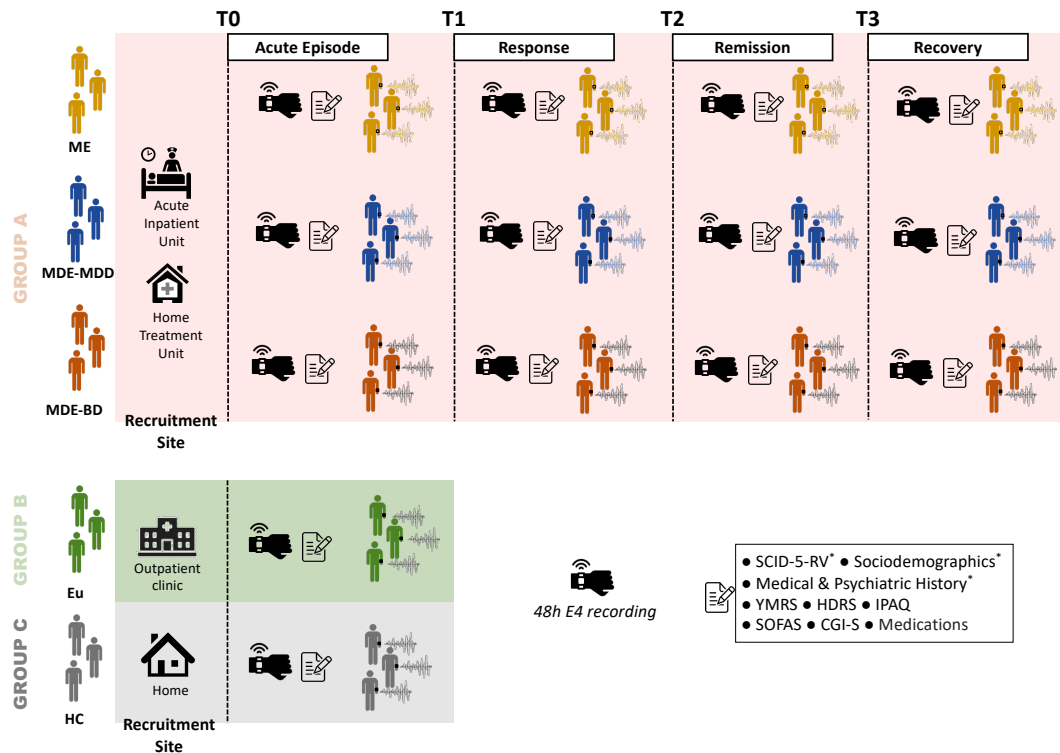 T0 T1 T2 T3
Acute Episode Response Remission Recovery
GROUP A
ME
MDE-MDD
MDE-BD
Acute
Inpatient
Unit
Home
Treatment
Unit
Recruitment
Site
GROUP B
Eu
Outpatient
clinic
GROUP C
HC
Home
Recruitment
Site
48h E4 recording
● SCID-5-RV* ● Sociodemographics*
● Medical & Psychiatric History*
● YMRS ● HDRS ● IPAQ
● SOFAS ● CGI-S ● Medications